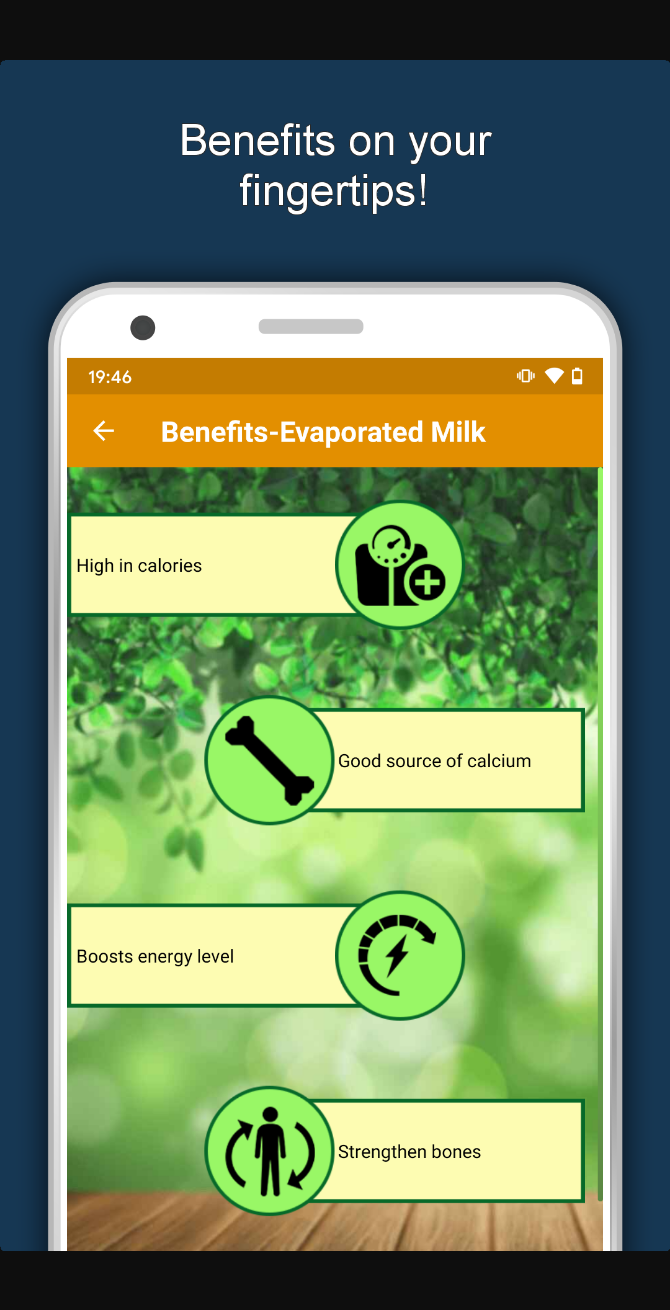 Benefits on your
fingertips!
19:46
Benefits-Evaporated Milk
High in calories
Good source of calcium
Boosts energy level
Strengthen bones